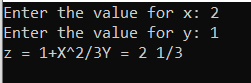 Enter the value for x: 2
Enter the value for y: 1
z = 1+X^2/3Y = 2 1/3